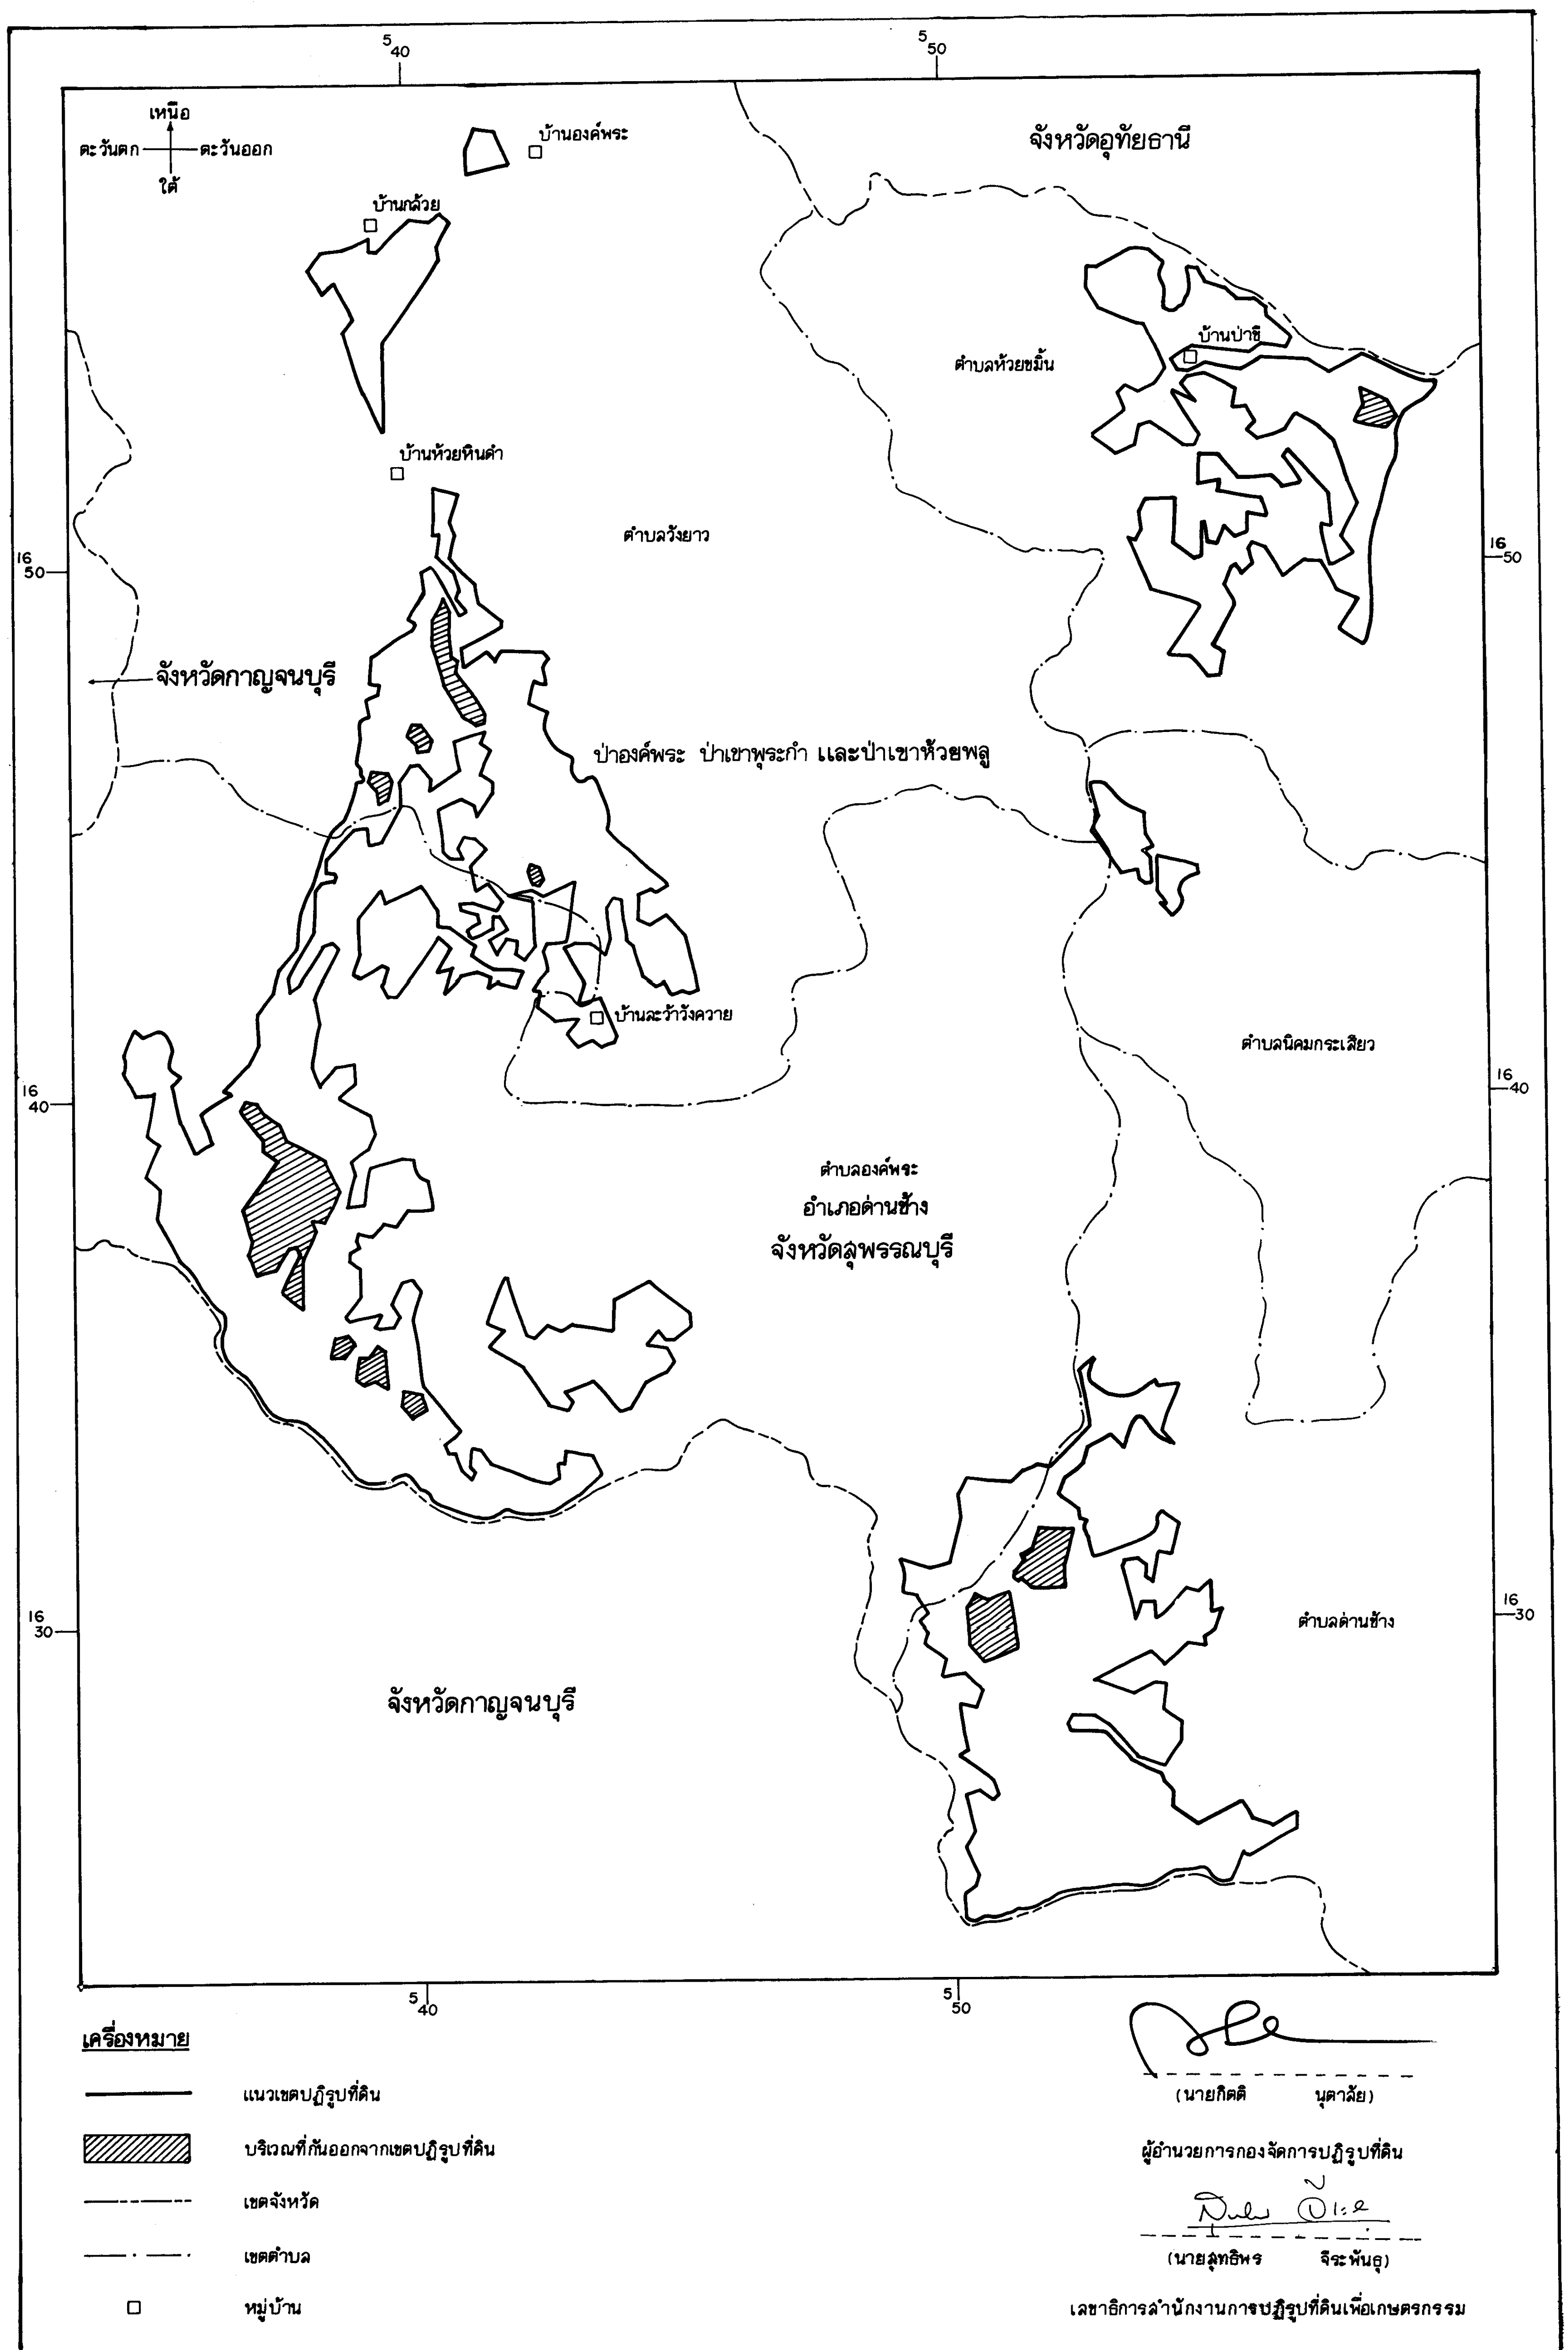 5 40
5 50
เหนือ
ตะวันตก ตะวันออก
ใต้
บ้านองค์พระ
จังหวัดอุทัยธานี
บ้านกล้วย
บ้านป่าขี
ตำบลห้วยขมิ้น
บ้านห้วยหินดำ
ตำบลวังยาว
16 50
16 50
จังหวัดกาญจนบุรี
ป่าองค์พระ ป่าเขาพุระกำ และป่าเขาห้วยพลู
บ้านละว้าวังควาย
ตำบลนิคมกระเสียว
16 40
16 40
ตำบลองค์พระ
อำเภอด่านช้าง
จังหวัดสุพรรณบุรี
16 30
16 30
ตำบลด่านช้าง
จังหวัดกาญจนบุรี
5 40
5 50
เครื่องหมาย
แนวเขตปฏิรูปที่ดิน
บริเวณที่กันออกจากเขตปฏิรูปที่ดิน
เขตจังหวัด
เขตตำบล
หมู่บ้าน
(นายกิตติ นุตาลัย)
ผู้อำนวยการกองจัดการปฏิรูปที่ดิน
(นายสุทธิพร จีระพันธุ)
เลขาธิการสำนักงานการปฏิรูปที่ดินเพื่อเกษตรกรรม